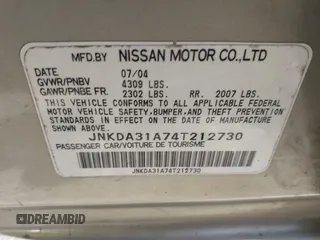 MFD.BY NISSAN MOTOR CO.,LTD
DATE 07/04
GVWR/PNBV 4309 LBS.
GAWR/PNBE FR. 2302 LBS. RR. 2007 LBS.
THIS VEHICLE CONFORMS TO ALL APPLICABLE FEDERAL
MOTOR VEHICLE SAFETY,BUMPER, AND THEFT PREVENTION
STANDARDS IN EFFECT ON THE DATE OF MANUFACTURE
SHOWN ABOVE.
JNKDA31A74T212730
PASSENGER CAR/VOITURE DE TOURISME
JNKDA31A74T212730
©DREAMBID